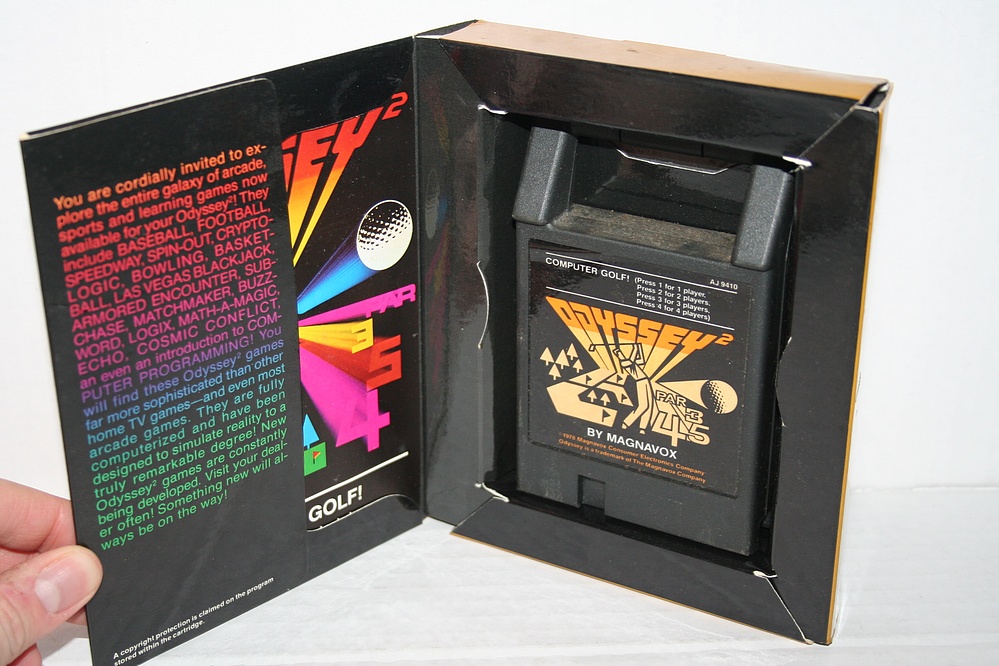 You are cordially invited to ex-
plore the entire galaxy of arcade,
sports and learning games now
available for your Odyssey²! They
include BASEBALL, FOOTBALL,
SPEEDWAY, SPIN-OUT, CRYPTO-
LOGIC, BOWLING, BASKET-
BALL, LAS VEGAS BLACKJACK,
ARMORED ENCOUNTER, SUB-
CHASE, MATCHMAKER, BUZZ-
WORD, LOGIX, MATH-A-MAGIC,
ECHO, COSMIC CONFLICT,
an even an introduction to COM-
PUTER PROGRAMMING! You
will find these Odyssey² games
far more sophisticated than other
home TV games—and even most
arcade games. They are fully
computerized and have been
designed to simulate reality to a
truly remarkable degree! New
Odyssey² games are constantly
being developed. Visit your deal-
er often! Something new will al-
ways be on the way!
A copyright protection is claimed on the program
stored within the cartridge.
SSEY²
PAR
3
5
4
GOLF!
COMPUTER GOLF! (Press 1 for 1 player,
Press 2 for 2 players,
Press 3 for 3 players,
Press 4 for 4 players)
AJ 9410
ODYSSEY²
PAR
3
4
5
BY MAGNAVOX
©1978 Magnavox Consumer Electronics Company
Odyssey is a trademark of The Magnavox Company